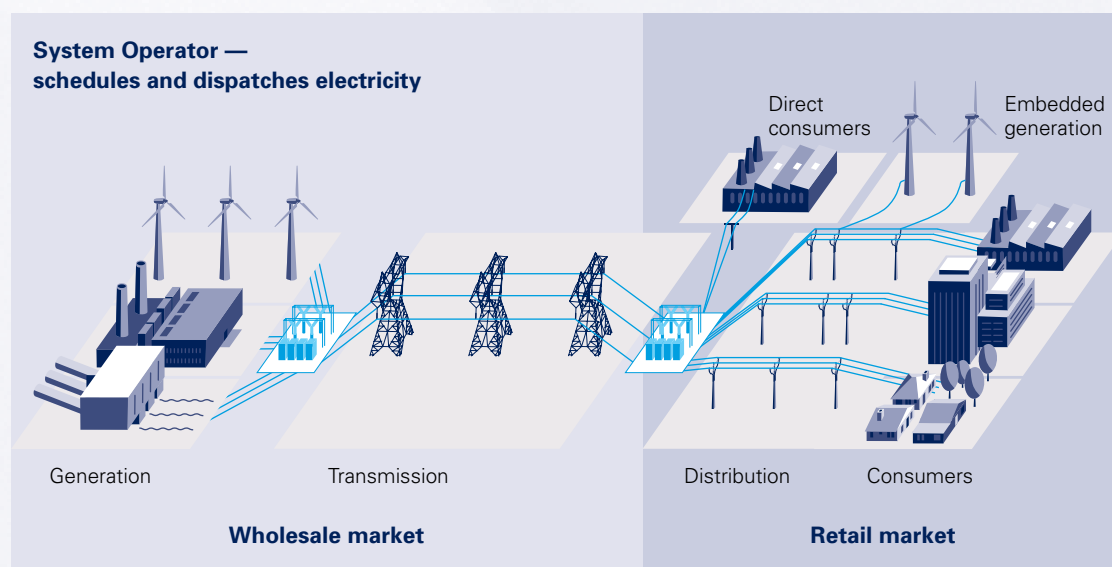 System Operator —
schedules and dispatches electricity
Direct
consumers
Embedded
generation
Generation
Transmission
Distribution
Consumers
Wholesale market
Retail market